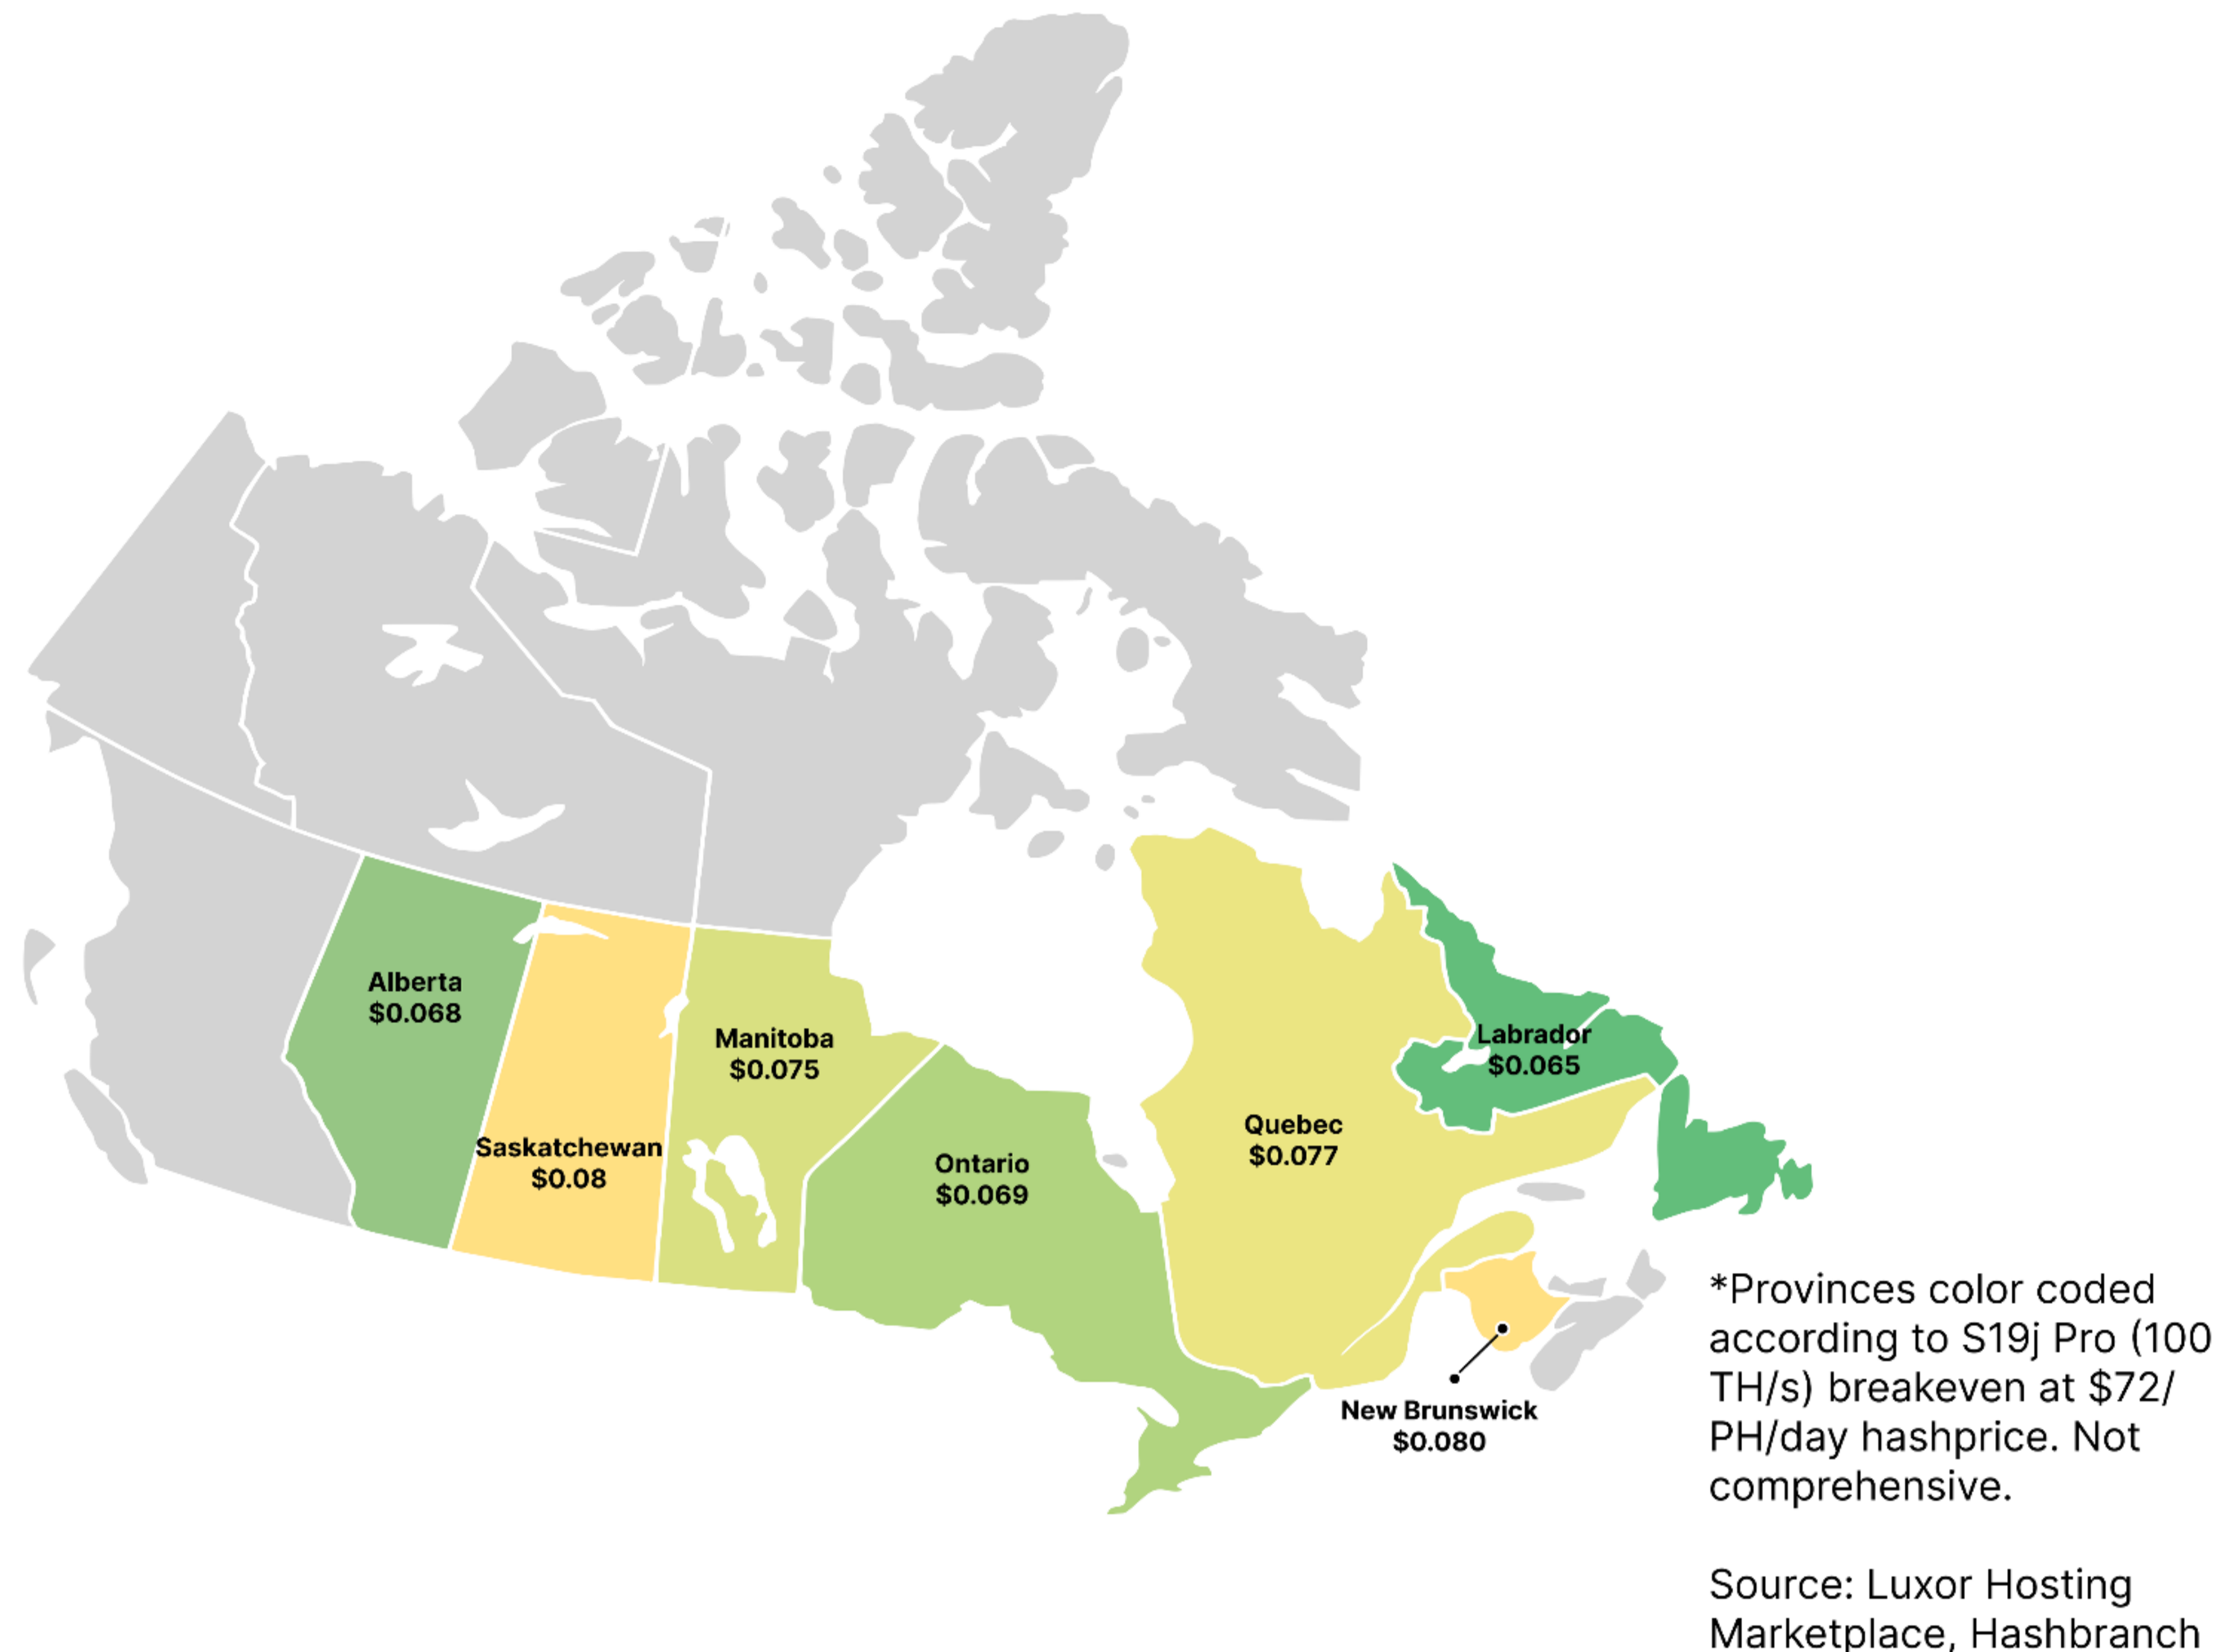 Alberta
$0.068
Saskatchewan
$0.08
Manitoba
$0.075
Ontario
$0.069
Quebec
$0.077
Labrador
$0.065
New Brunswick
$0.080
*Provinces color coded
according to S19j Pro (100
TH/s) breakeven at $72/
PH/day hashprice. Not
comprehensive.
Source: Luxor Hosting
Marketplace, Hashbranch